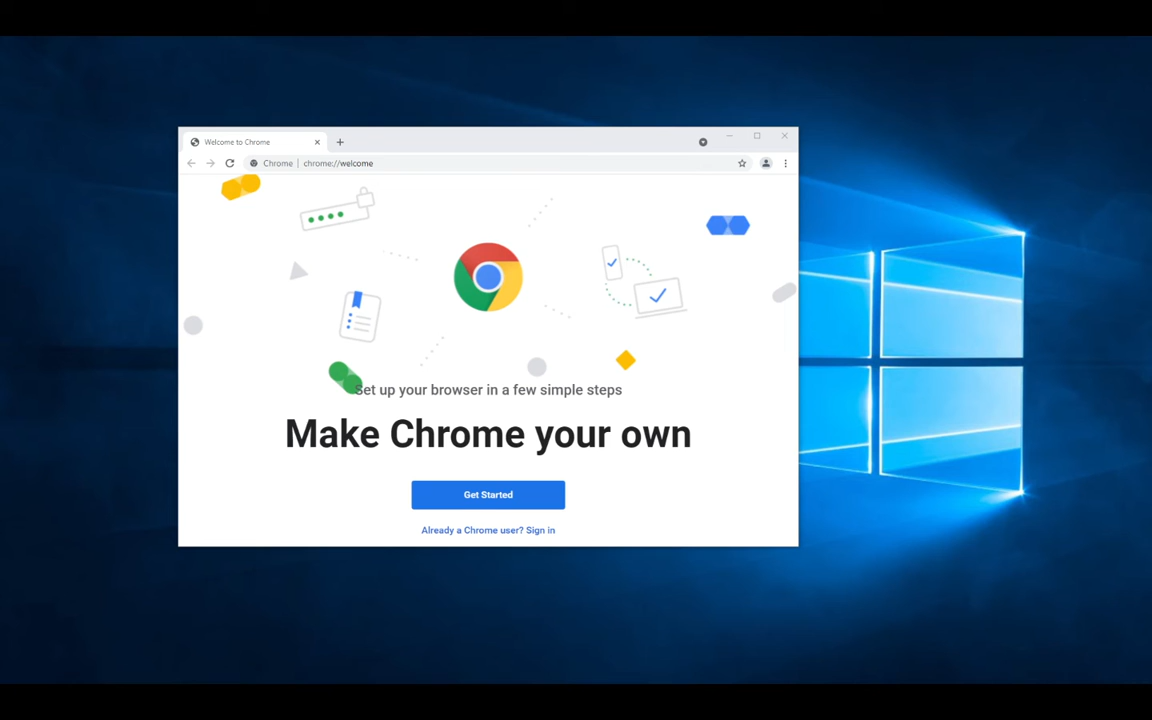 Welcome to Chrome
Chrome | chrome://welcome
Set up your browser in a few simple steps
Make Chrome your own
Get Started
Already a Chrome user? Sign in